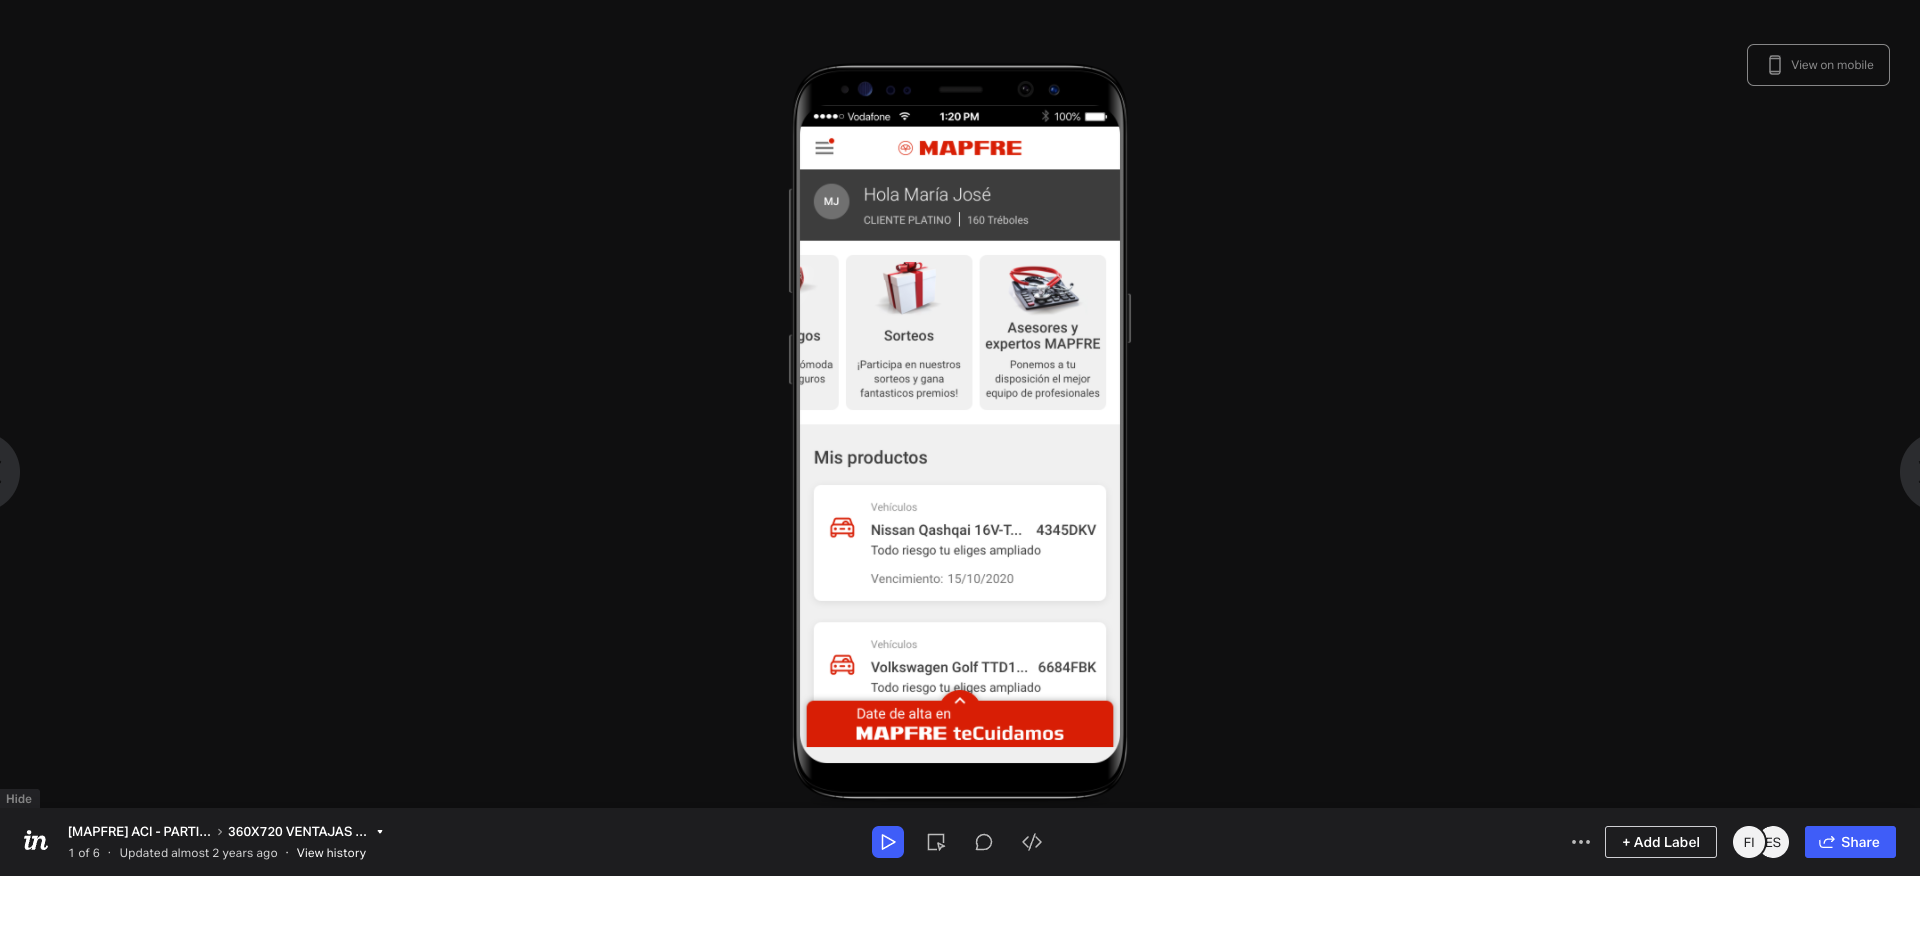 View on mobile
Vodafone 1:20 PM 100%
MAPFRE
MJ
Hola María José
CLIENTE PLATINO | 160 Tréboles
gos
ómoda
guros
Sorteos
¡Participa en nuestros
sorteos y gana
fantasticos premios!
Asesores y
expertos MAPFRE
Ponemos a tu
disposición el mejor
equipo de profesionales
Mis productos
Vehículos
Nissan Qashqai 16V-T... 4345DKV
Todo riesgo tu eliges ampliado
Vencimiento: 15/10/2020
Vehículos
Volkswagen Golf TTD1... 6684FBK
Todo riesgo tu eliges ampliado
Date de alta en
MAPFRE teCuidamos
Hide
in
[MAPFRE] ACI - PARTI... > 360X720 VENTAJAS ...
1 of 6 · Updated almost 2 years ago · View history
+ Add Label
FI
ES
Share